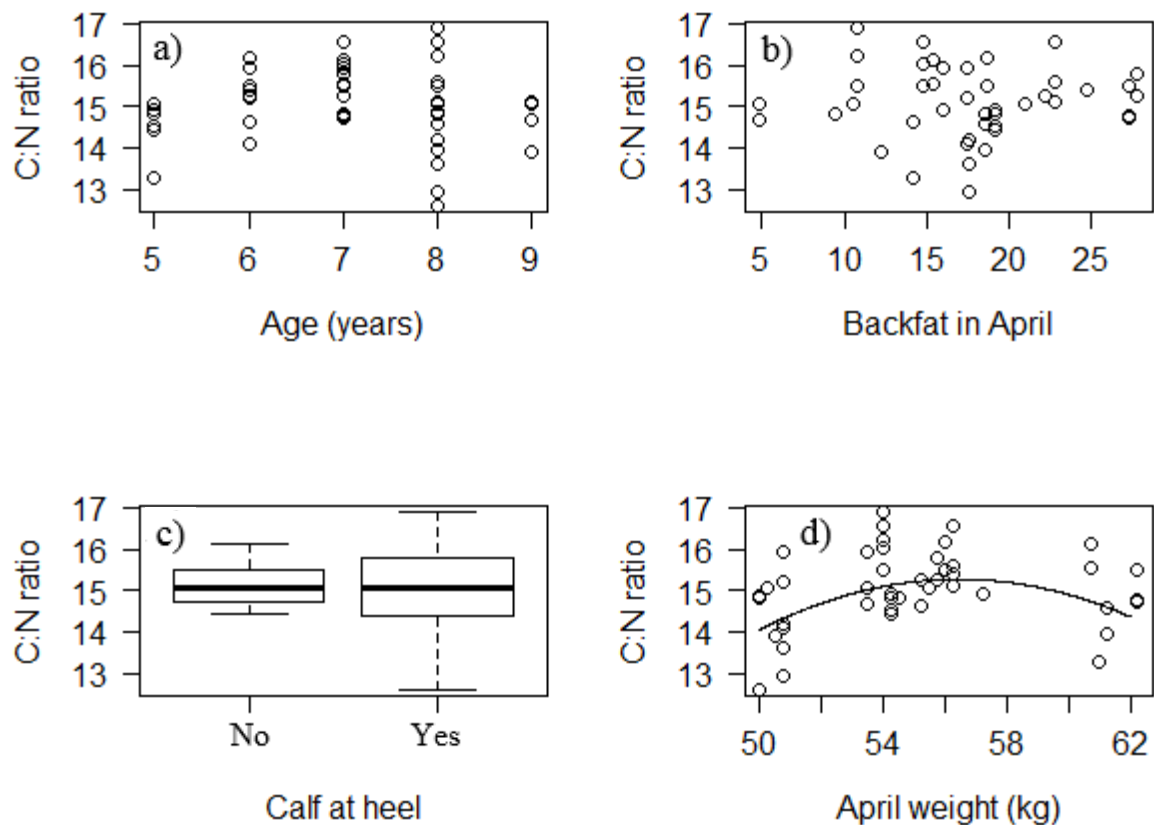 a)
C:N ratio
17
16
15
14
13
5 6 7 8 9
Age (years)
b)
C:N ratio
17
16
15
14
13
5 10 15 20 25
Backfat in April
c)
C:N ratio
17
16
15
14
13
No Yes
Calf at heel
d)
C:N ratio
17
16
15
14
13
50 54 58 62
April weight (kg)